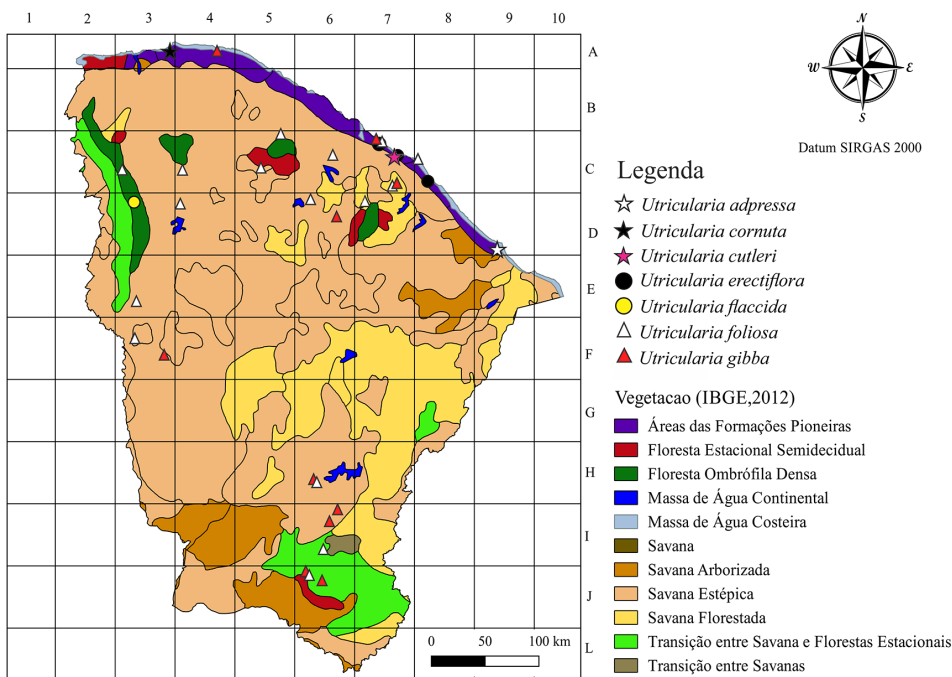 1 2 3 4 5 6 7 8 9 10
A
B
C
D
E
F
G
H
I
J
L
N
W E
S
Datum SIRGAS 2000
Legenda
Utricularia adpressa
Utricularia cornuta
Utricularia cutleri
Utricularia erectiflora
Utricularia flaccida
Utricularia foliosa
Utricularia gibba
Vegetacao (IBGE,2012)
Áreas das Formações Pioneiras
Floresta Estacional Semidecidual
Floresta Ombrófila Densa
Massa de Água Continental
Massa de Água Costeira
Savana
Savana Arborizada
Savana Estépica
Savana Florestada
Transição entre Savana e Florestas Estacionais
Transição entre Savanas
0 50 100 km